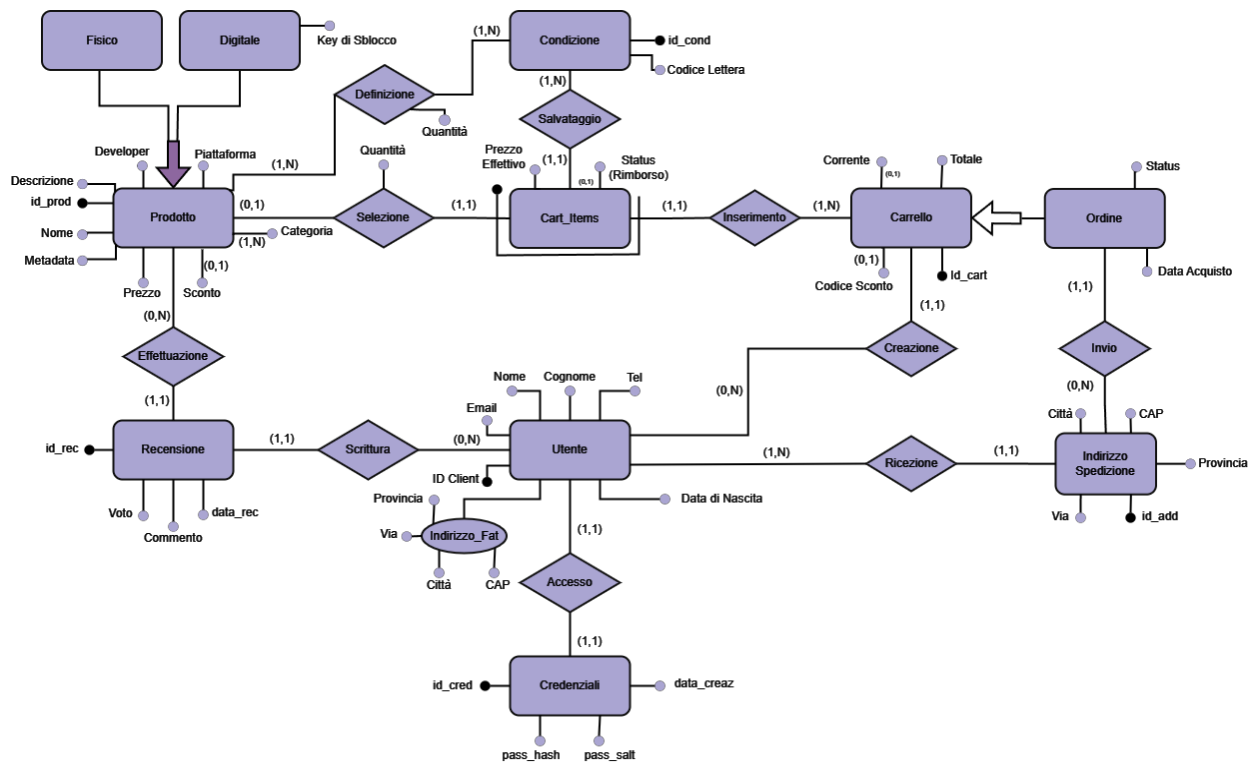 Fisico
Digitale
Key di Sblocco
(1,N)
Condizione
id_cond
Codice Lettera
(1,N)
Definizione
Quantità
Salvataggio
Developer
Piattaforma
(1,N)
Quantità
Prezzo
Effettivo
(1,1)
Status
(Rimborso)
(0,1)
Corrente
(0,1)
Totale
Status
Descrizione
id_prod
Nome
Metadata
Prodotto
(0,1)
Selezione
(1,1)
Cart_Items
(1,1)
Inserimento
(1,N)
Carrello
Ordine
(1,N)
Categoria
Prezzo
(0,1)
Sconto
(0,1)
Codice Sconto
Id_cart
Data Acquisto
(0,N)
(1,1)
(1,1)
Effettuazione
Creazione
Invio
(1,1)
Nome
Cognome
Tel
(0,N)
(0,N)
Email
Città
CAP
id_rec
Recensione
(1,1)
Scrittura
(0,N)
Utente
(1,N)
Ricezione
(1,1)
Indirizzo
Spedizione
Provincia
ID Client
Voto
Commento
data_rec
Provincia
Data di Nascita
Via
id_add
Via
Indirizzo_Fat
Città
CAP
(1,1)
Accesso
(1,1)
id_cred
Credenziali
data_creaz
pass_hash
pass_salt